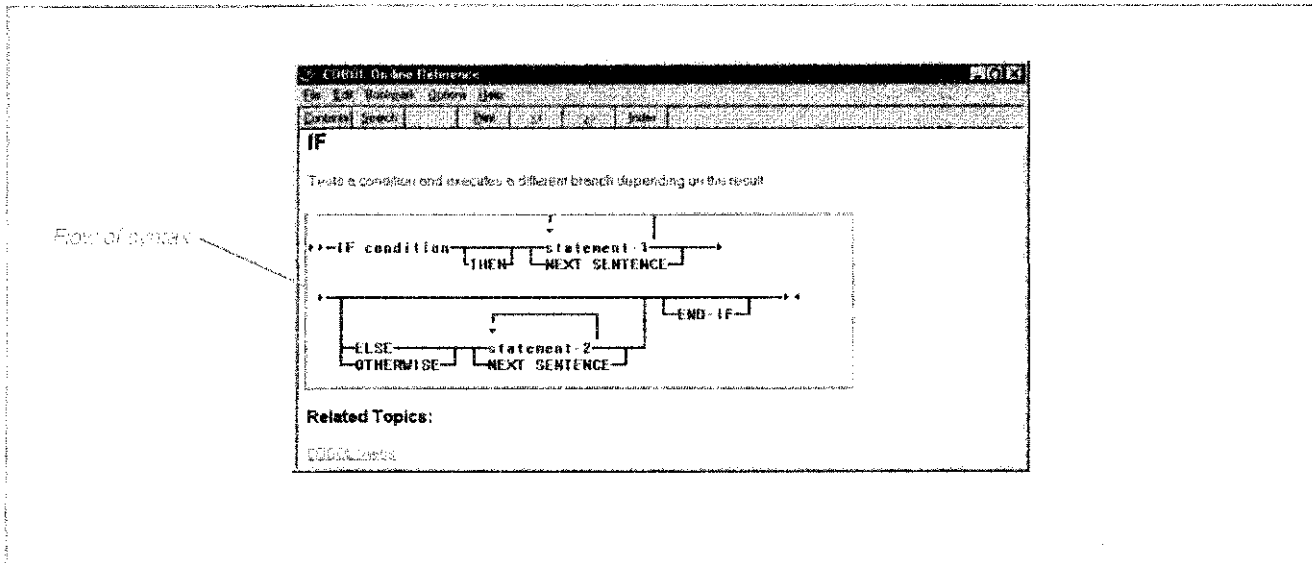 COBOL On-line Reference
File Edit Bookmark Options Help
Contents Search Print << >> Index
IF
Tests a condition and executes a different branch depending on the result
Flow of syntax
IF condition THEN statement-1
NEXT SENTENCE
END-IF
ELSE statement-2
OTHERWISE NEXT SENTENCE
Related Topics: